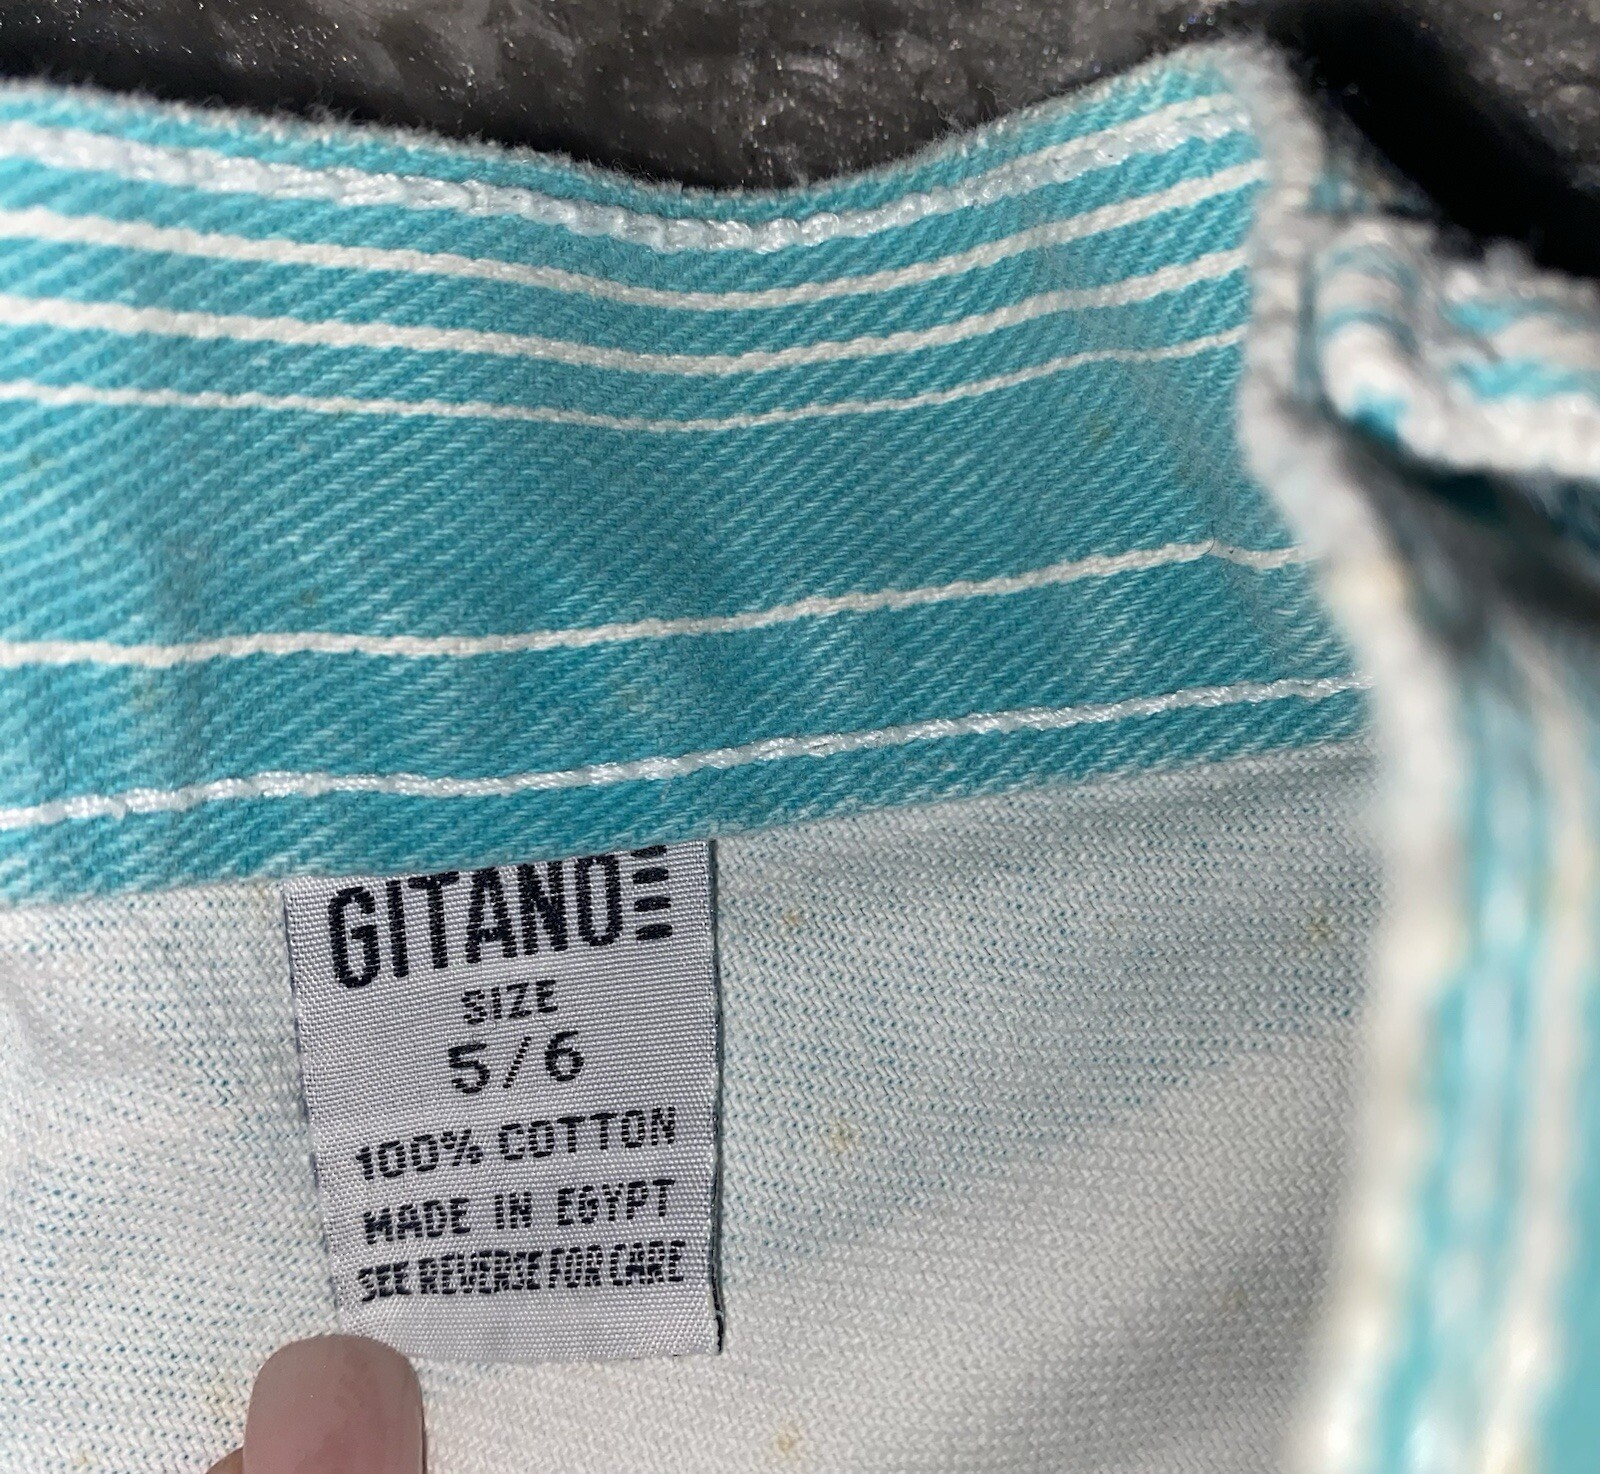 GITANO
SIZE
5/6
100% COTTON
MADE IN EGYPT
SEE REVERSE FOR CARE